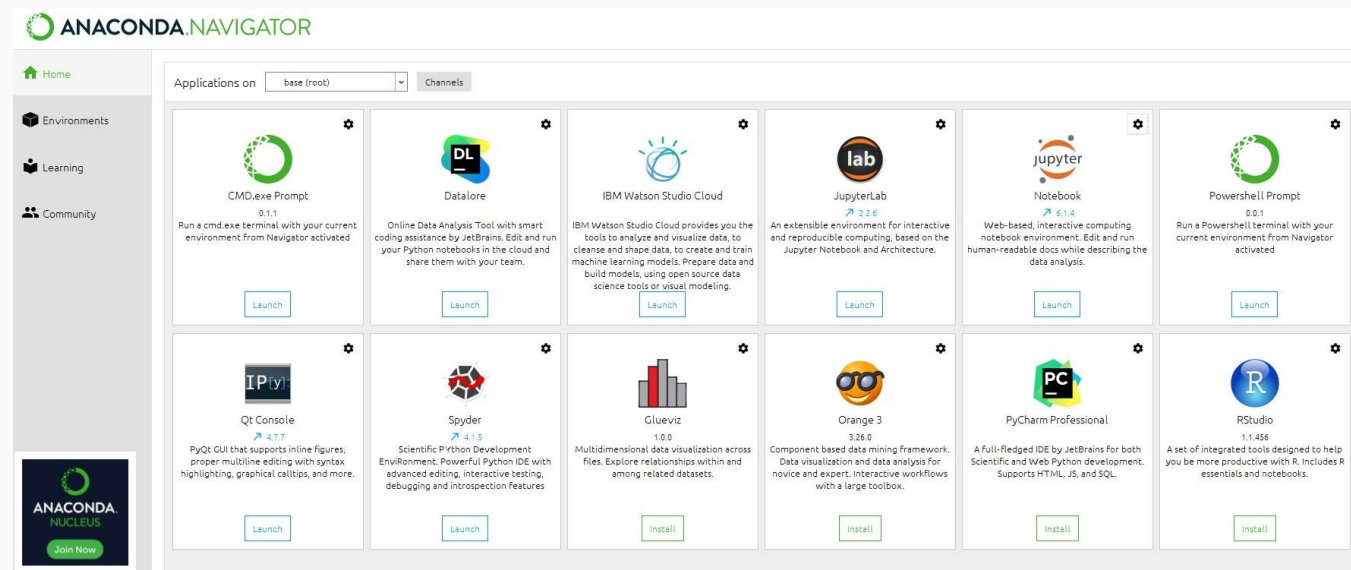 ANACONDA.NAVIGATOR
Home
Environments
Learning
Community
ANACONDA.
NUCLEUS
Join Now
Applications on base (root) Channels
CMD.exe Prompt
0.1.1
Run a cmd.exe terminal with your current
environment from Navigator activated
Launch
DL
Datalore
Online Data Analysis Tool with smart
coding assistance by JetBrains. Edit and run
your Python notebooks in the cloud and
share them with your team.
Launch
IBM Watson Studio Cloud
IBM Watson Studio Cloud provides you the
tools to analyze and visualize data, to
cleanse and shape data, to create and train
machine learning models. Prepare data and
build models, using open source data
science tools or visual modeling.
Launch
lab
JupyterLab
2.2.6
An extensible environment for interactive
and reproducible computing, based on the
Jupyter Notebook and Architecture.
Launch
jupyter
Notebook
6.1.4
Web-based, interactive computing
notebook environment. Edit and run
human-readable docs while describing the
data analysis.
Launch
Powershell Prompt
0.0.1
Run a Powershell terminal with your
current environment from Navigator
activated
Launch
IP[y]:
Qt Console
4.7.7
PyQt GUI that supports inline figures,
proper multiline editing with syntax
highlighting, graphical calltips, and more.
Launch
Spyder
4.1.5
Scientific PYthon Development
EnviRonment. Powerful Python IDE with
advanced editing, interactive testing,
debugging and introspection features
Launch
Glueviz
1.0.0
Multidimensional data visualization across
files. Explore relationships within and
among related datasets.
Install
Orange 3
3.26.0
Component based data mining framework.
Data visualization and data analysis for
novice and expert. Interactive workflows
with a large toolbox.
Install
PC
PyCharm Professional
A full-fledged IDE by JetBrains for both
Scientific and Web Python development.
Supports HTML, JS, and SQL.
Install
R
RStudio
1.1.456
A set of integrated tools designed to help
you be more productive with R. Includes R
essentials and notebooks.
Install